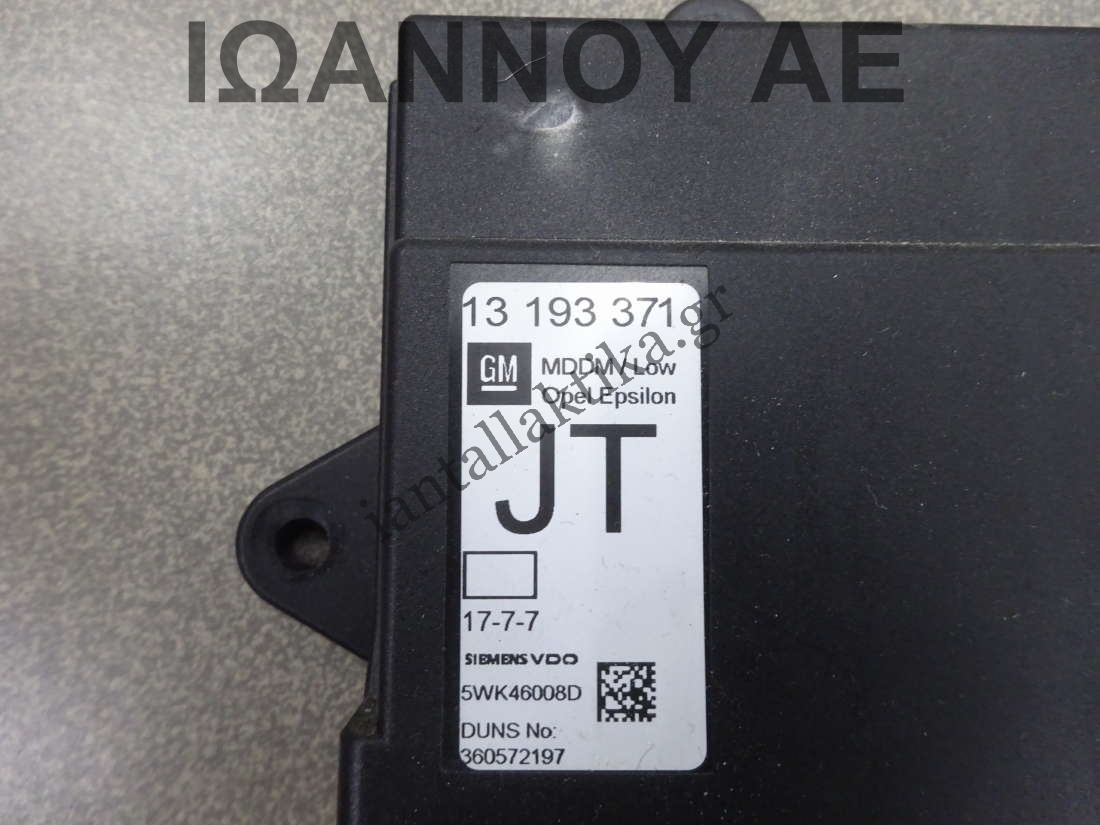 ΙΩΑΝΝΟΥ ΑΕ
13 193 371
GM
MDDM/Low
Opel Epsilon
JT
17-7-7
SIEMENS VDO
5WK46008D
DUNS No:
360572197
iantallaktika.gr